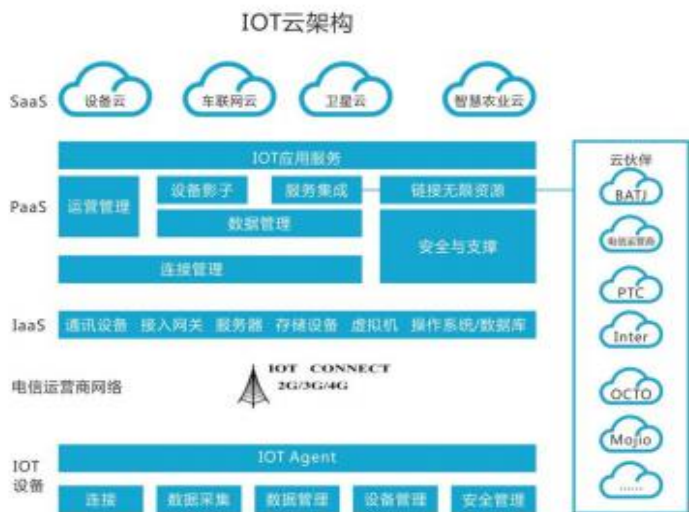 IOT云架构
SaaS
设备云
车联网云
卫星云
智慧农业云
PaaS
IOT应用服务
运营管理
设备影子
服务集成
链接无限资源
数据管理
安全与支撑
连接管理
IaaS
通讯设备 接入网关 服务器 存储设备 虚拟机 操作系统/数据库
电信运营商网络
IOT CONNECT
2G/3G/4G
IOT
设备
IOT Agent
连接
数据采集
数据管理
设备管理
安全管理
云伙伴
BATJ
电信运营商
PTC
Inter
OCTO
Mojio
……